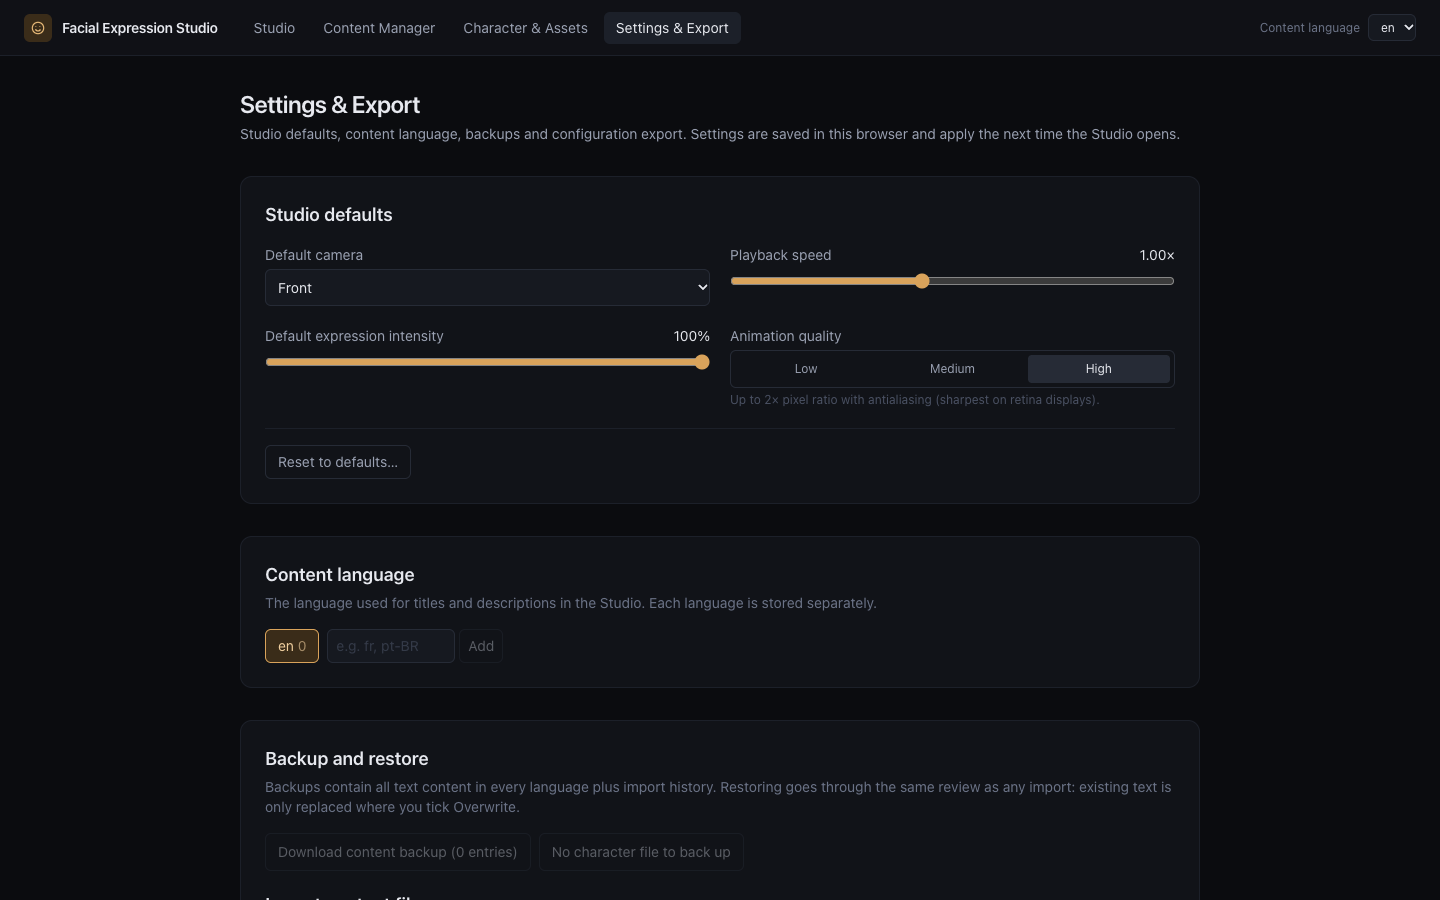 Facial Expression Studio
Studio
Content Manager
Character & Assets
Settings & Export
Content language
en
Settings & Export
Studio defaults, content language, backups and configuration export. Settings are saved in this browser and apply the next time the Studio opens.
Studio defaults
Default camera
Front
Playback speed
1.00×
Default expression intensity
100%
Animation quality
Low
Medium
High
Up to 2× pixel ratio with antialiasing (sharpest on retina displays).
Reset to defaults…
Content language
The language used for titles and descriptions in the Studio. Each language is stored separately.
en 0
e.g. fr, pt-BR
Add
Backup and restore
Backups contain all text content in every language plus import history. Restoring goes through the same review as any import: existing text is
only replaced where you tick Overwrite.
Download content backup (0 entries)
No character file to back up